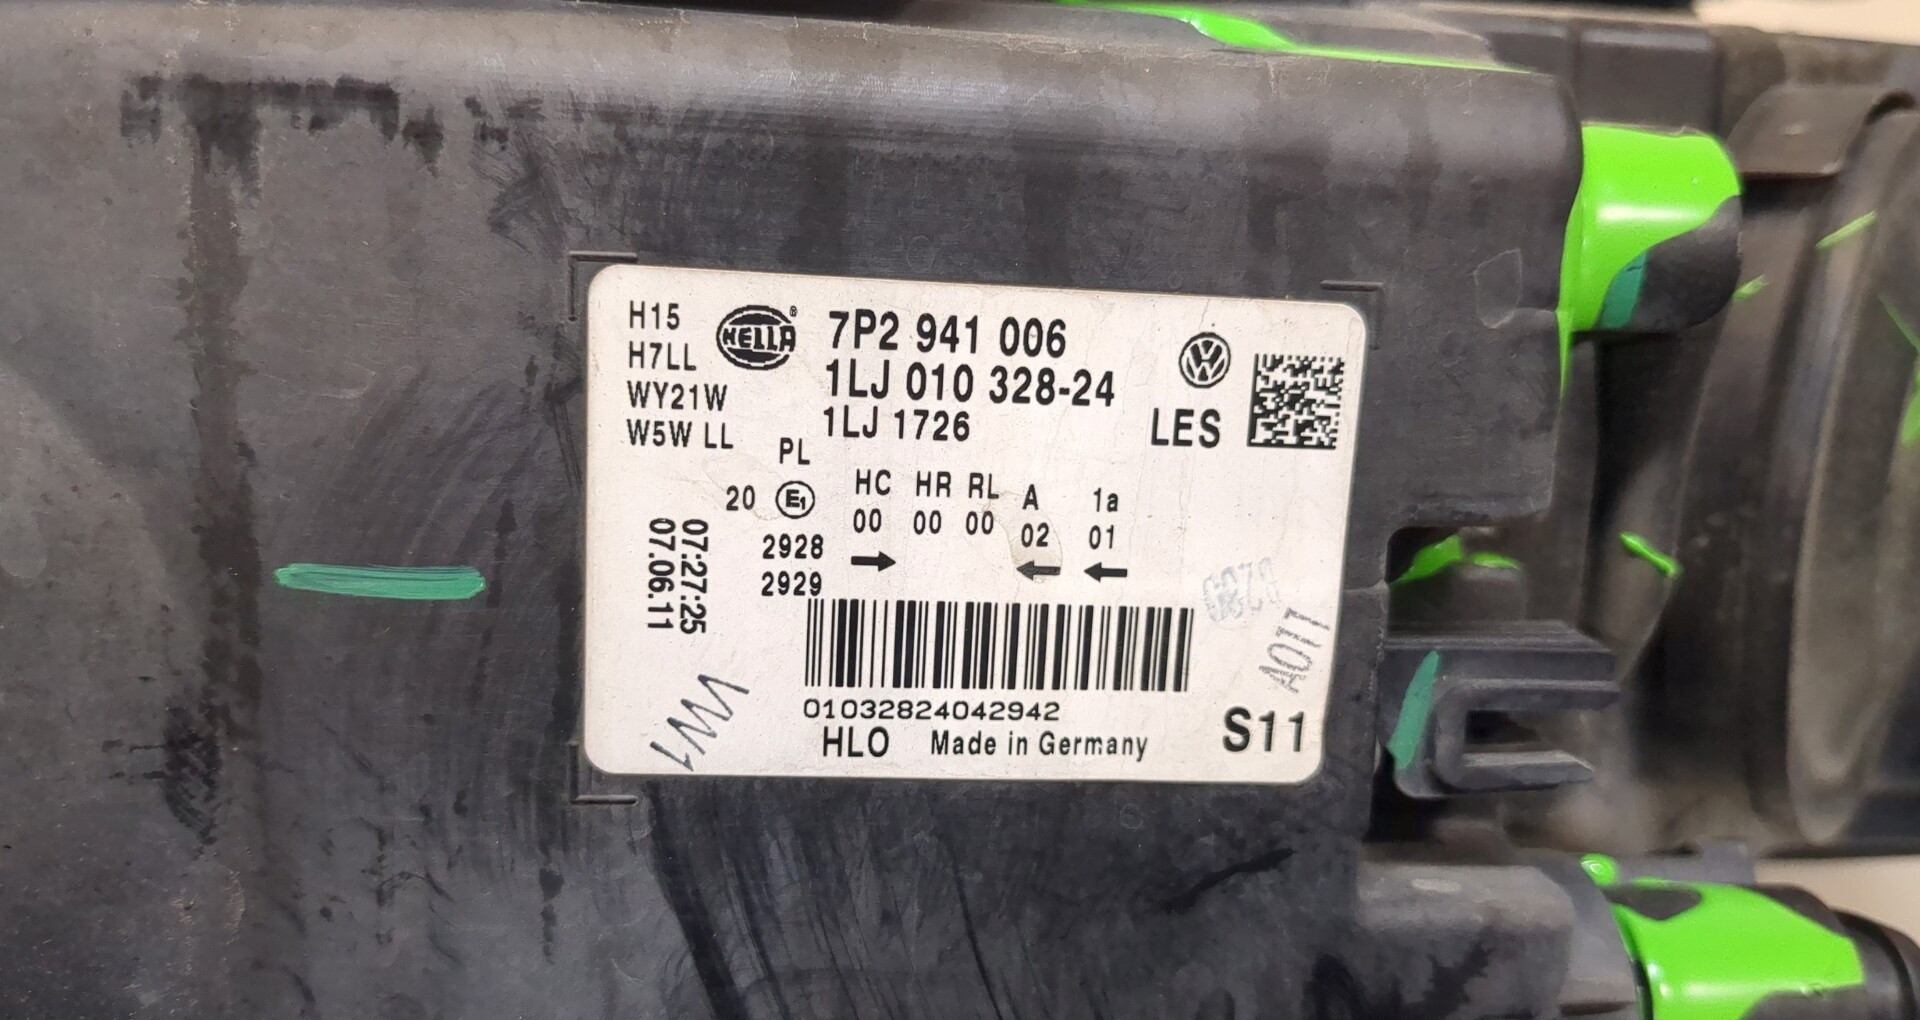 H15
H7LL
WY21W
W5W LL
HELLA®
7P2 941 006
1LJ 010 328-24
1LJ 1726
VW
LES
PL
20 E1
HC HR RL A 1a
00 00 00 02 01
2928 → ← ←
2929
07:27:25
07.06.11
01032824042942
HLO Made in Germany
S11